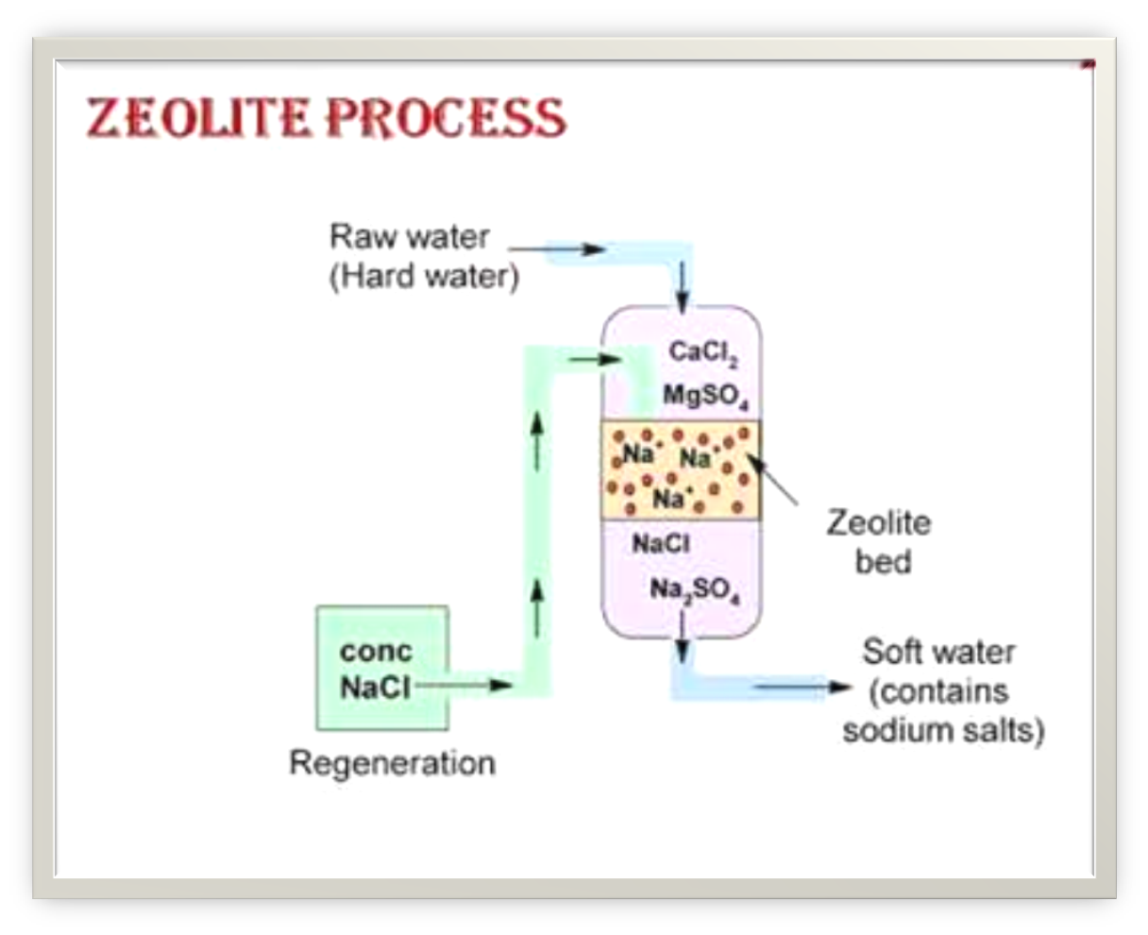 ZEOLITE PROCESS
Raw water
(Hard water)
CaCl₂
MgSO₄
Na⁺ Na⁺
Na⁺
Zeolite
bed
NaCl
Na₂SO₄
conc
NaCl
Regeneration
Soft water
(contains
sodium salts)